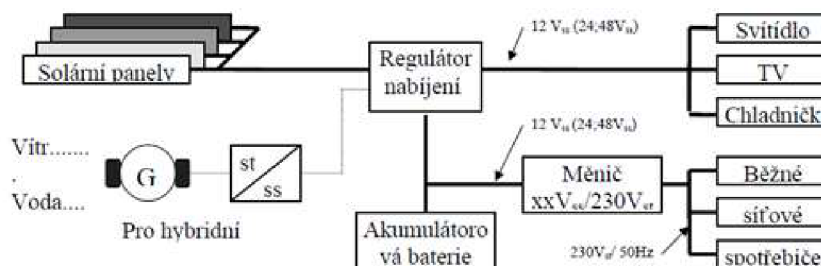 Solární panely
Vítr.......
.
Voda....
G
st
ss
Pro hybridní
Regulátor
nabíjení
Akumulátoro
vá baterie
12 Vss (24;48Vss)
12 Vss (24;48Vss)
Měnič
xxVss/230Vst
230Vst/ 50Hz
Svítidlo
TV
Chladničk
Běžné
síťové
spotřebiče